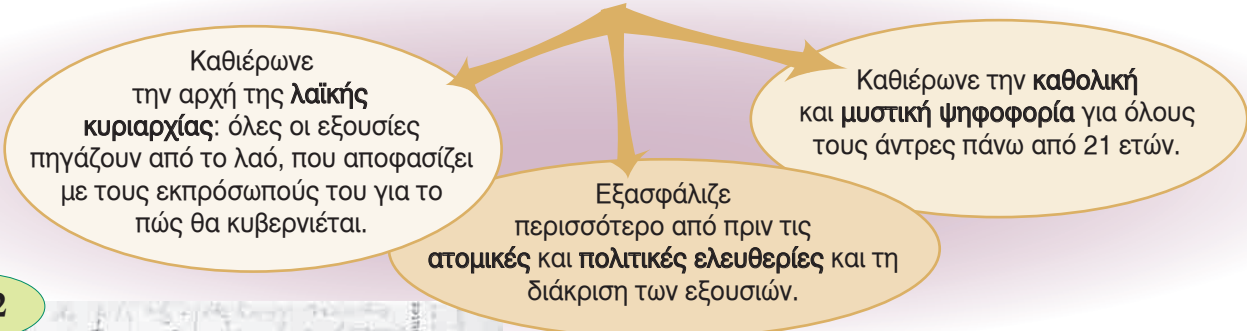 Καθιέρωνε
την αρχή της λαϊκής
κυριαρχίας: όλες οι εξουσίες
πηγάζουν από το λαό, που αποφασίζει
με τους εκπρόσωπούς του για το
πώς θα κυβερνιέται.
Εξασφάλιζε
περισσότερο από πριν τις
ατομικές και πολιτικές ελευθερίες και τη
διάκριση των εξουσιών.
Καθιέρωνε την καθολική
και μυστική ψηφοφορία για όλους
τους άντρες πάνω από 21 ετών.
2